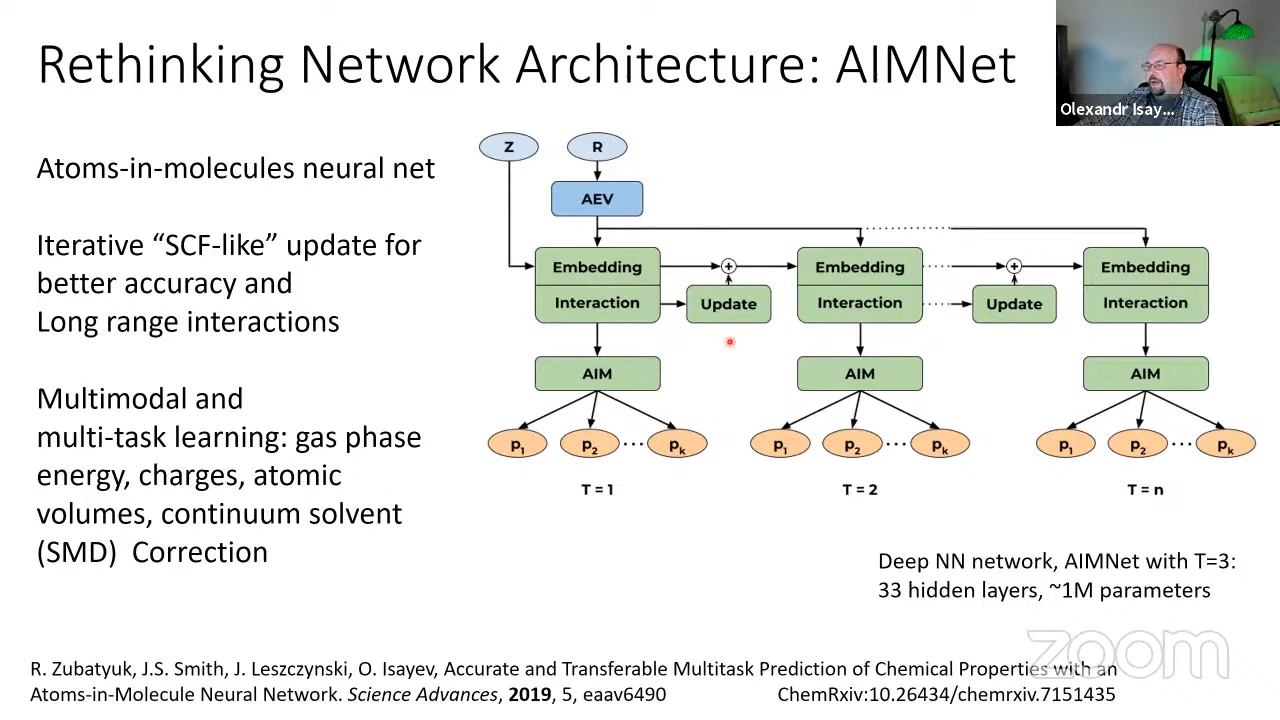 Rethinking Network Architecture: AIMNet
Olexandr Isay...
Atoms-in-molecules neural net
Iterative “SCF-like” update for
better accuracy and
Long range interactions
Multimodal and
multi-task learning: gas phase
energy, charges, atomic
volumes, continuum solvent
(SMD) Correction
Z R
AEV
Embedding + Embedding + Embedding
Interaction Update Interaction Update Interaction
AIM AIM AIM
p1 p2 ... pk p1 p2 ... pk p1 p2 ... pk
T = 1 T = 2 T = n
Deep NN network, AIMNet with T=3:
33 hidden layers, ~1M parameters
zoom
R. Zubatyuk, J.S. Smith, J. Leszczynski, O. Isayev, Accurate and Transferable Multitask Prediction of Chemical Properties with an
Atoms-in-Molecule Neural Network. Science Advances, 2019, 5, eaav6490 ChemRxiv:10.26434/chemrxiv.7151435